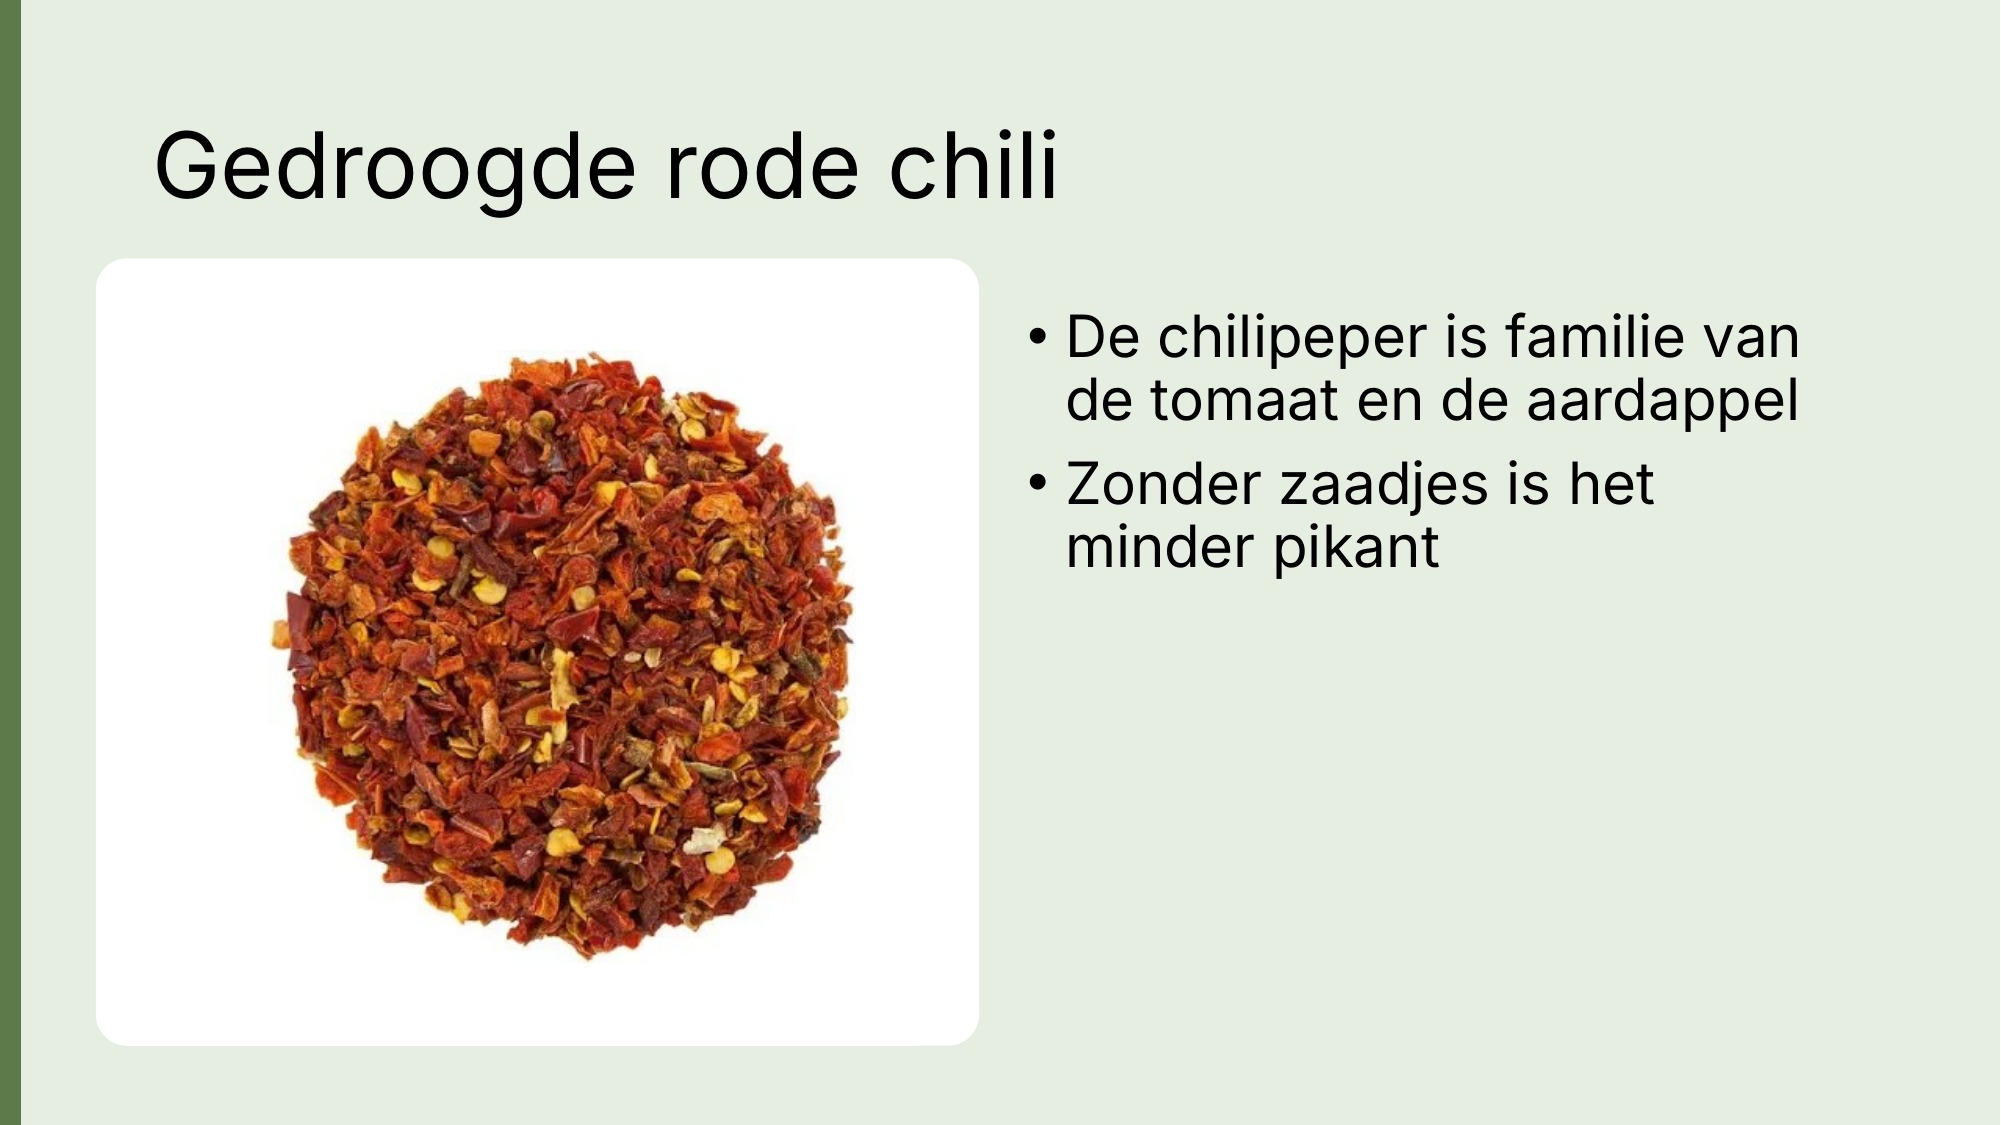 Gedroogde rode chili
• De chilipeper is familie van
de tomaat en de aardappel
• Zonder zaadjes is het
minder pikant